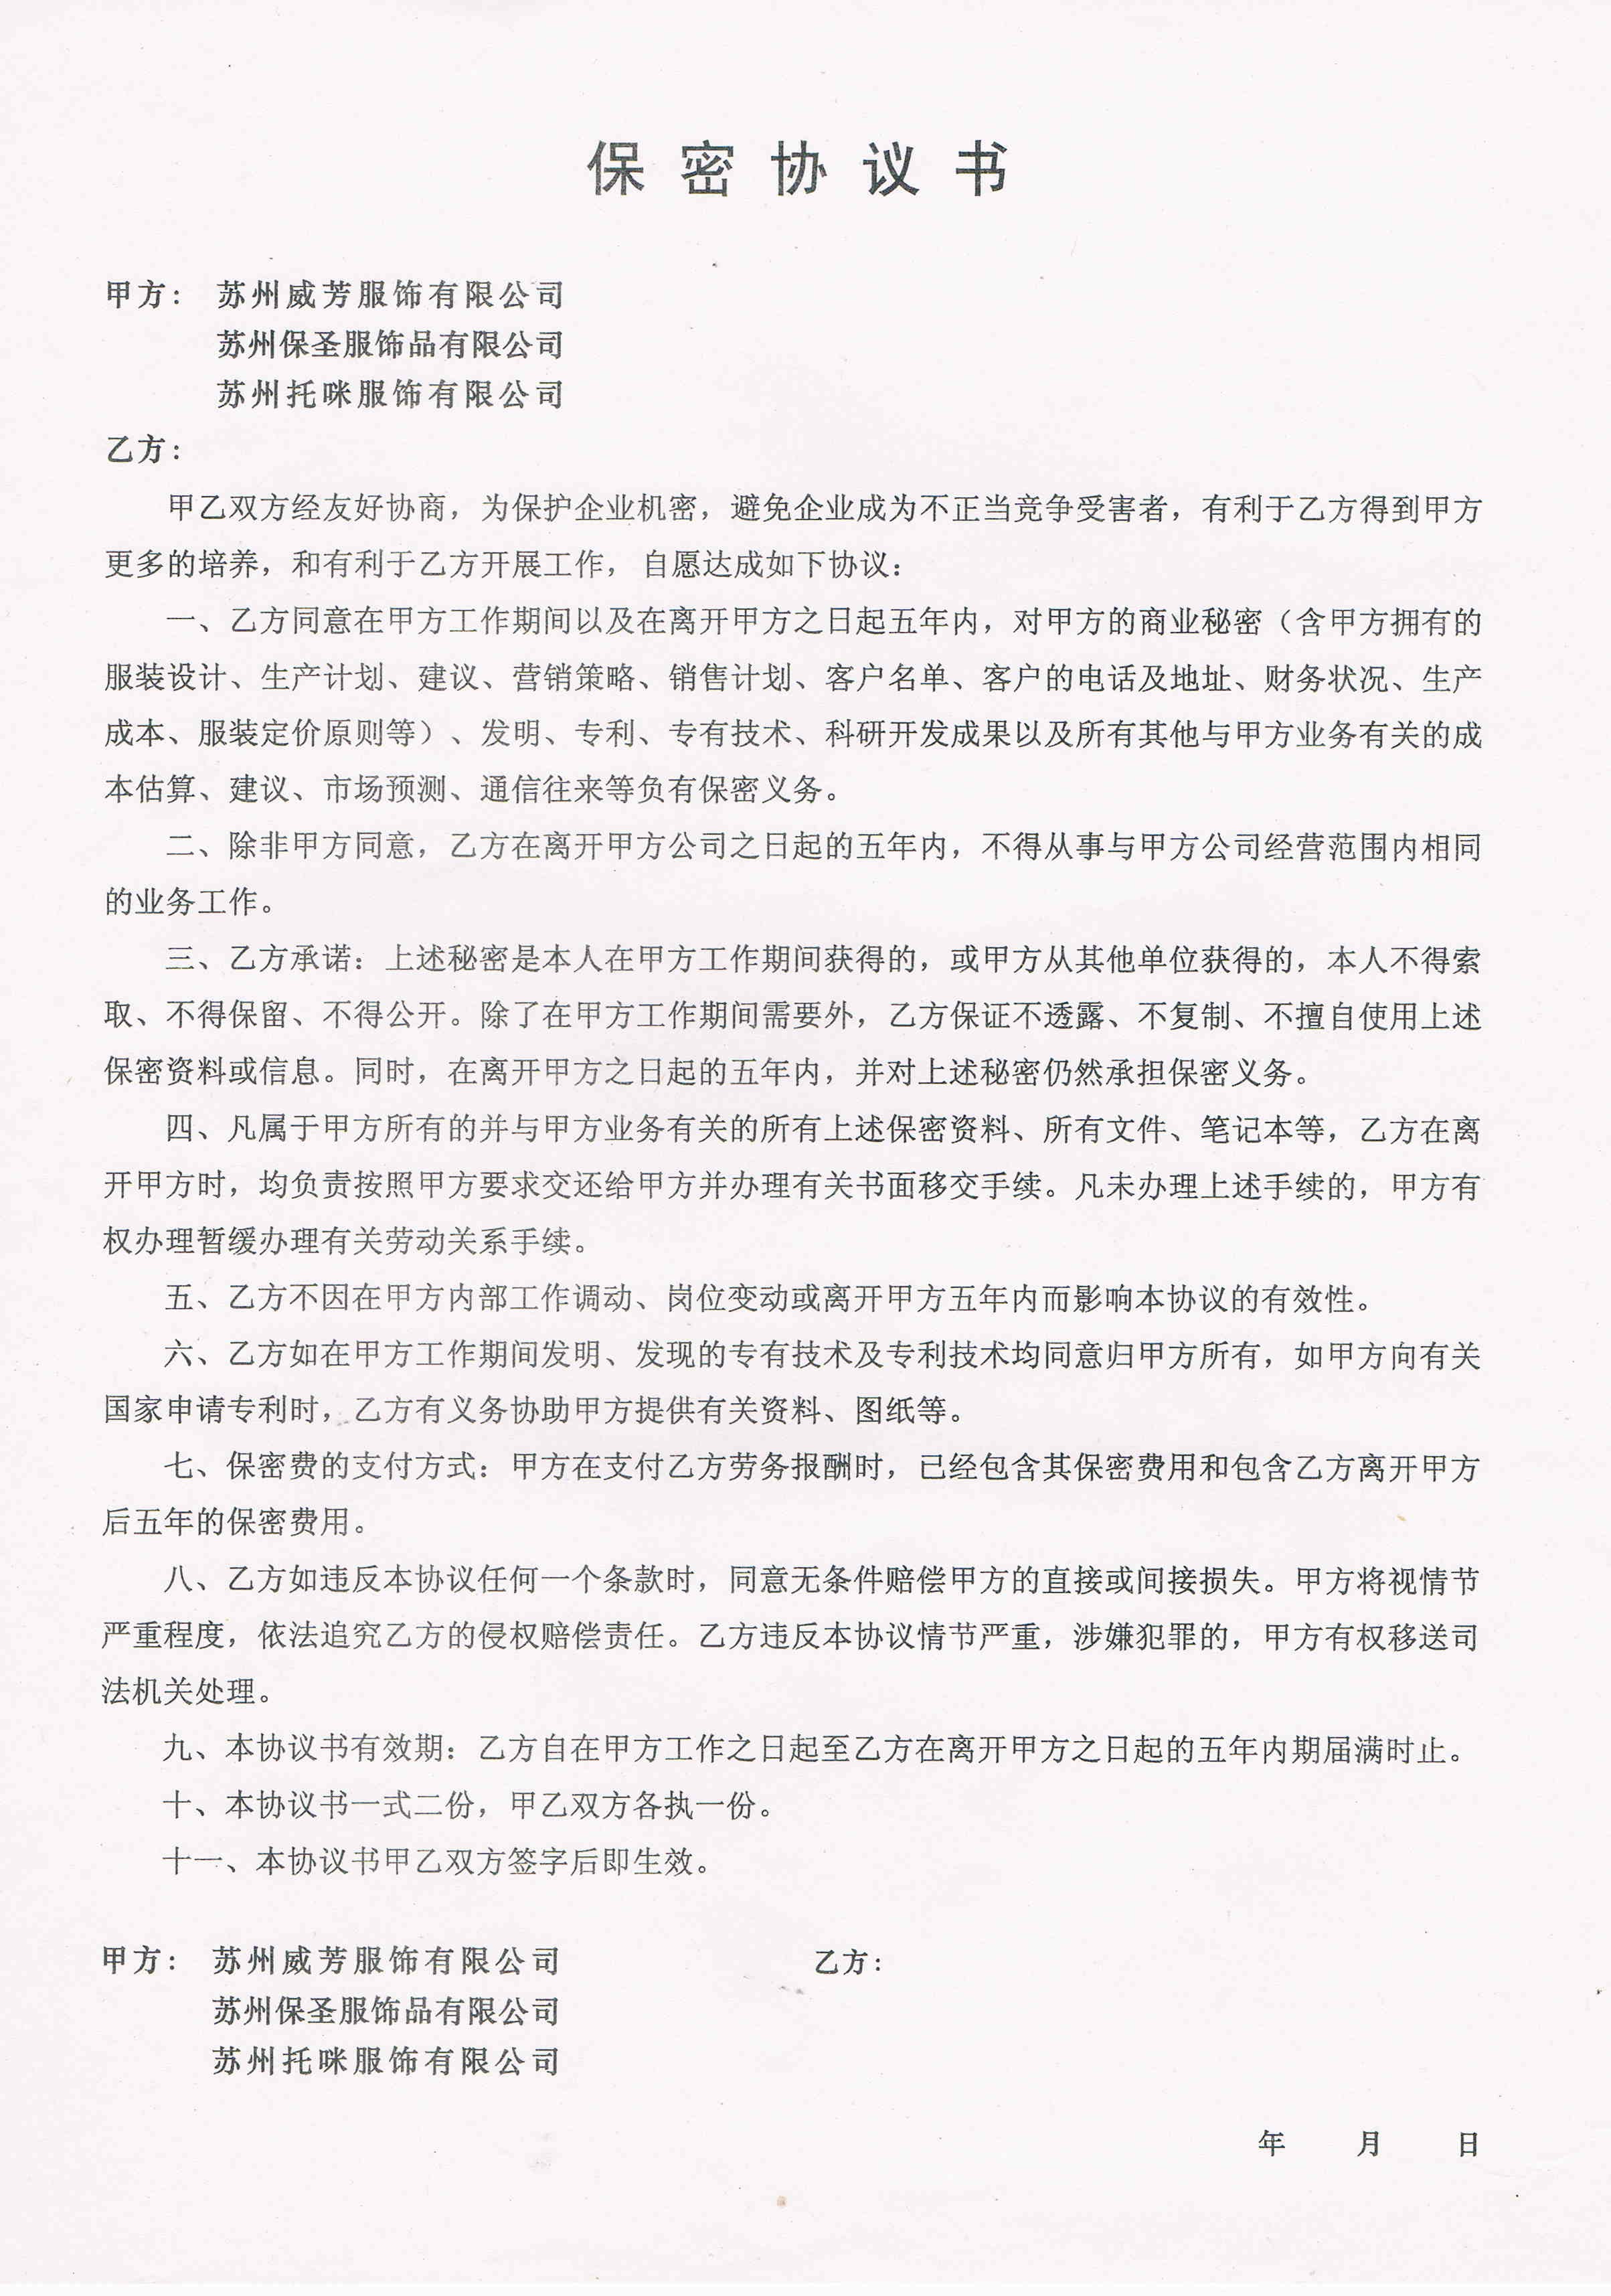 保密协议书
甲方： 苏州威芳服饰有限公司
苏州保圣服饰品有限公司
苏州托咪服饰有限公司
乙方：
甲乙双方经友好协商，为保护企业机密，避免企业成为不正当竞争受害者，有利于乙方得到甲方
更多的培养，和有利于乙方开展工作，自愿达成如下协议：
一、乙方同意在甲方工作期间以及在离开甲方之日起五年内，对甲方的商业秘密（含甲方拥有的
服装设计、生产计划、建议、营销策略、销售计划、客户名单、客户的电话及地址、财务状况、生产
成本、服装定价原则等）、发明、专利、专有技术、科研开发成果以及所有其他与甲方业务有关的成
本估算、建议、市场预测、通信往来等负有保密义务。
二、除非甲方同意，乙方在离开甲方公司之日起的五年内，不得从事与甲方公司经营范围内相同
的业务工作。
三、乙方承诺：上述秘密是本人在甲方工作期间获得的，或甲方从其他单位获得的，本人不得索
取、不得保留、不得公开。除了在甲方工作期间需要外，乙方保证不透露、不复制、不擅自使用上述
保密资料或信息。同时，在离开甲方之日起的五年内，并对上述秘密仍然承担保密义务。
四、凡属于甲方所有的并与甲方业务有关的所有上述保密资料、所有文件、笔记本等，乙方在离
开甲方时，均负责按照甲方要求交还给甲方并办理有关书面移交手续。凡未办理上述手续的，甲方有
权办理暂缓办理有关劳动关系手续。
五、乙方不因在甲方内部工作调动、岗位变动或离开甲方五年内而影响本协议的有效性。
六、乙方如在甲方工作期间发明、发现的专有技术及专利技术均同意归甲方所有，如甲方向有关
国家申请专利时，乙方有义务协助甲方提供有关资料、图纸等。
七、保密费的支付方式：甲方在支付乙方劳务报酬时，已经包含其保密费用和包含乙方离开甲方
后五年的保密费用。
八、乙方如违反本协议任何一个条款时，同意无条件赔偿甲方的直接或间接损失。甲方将视情节
严重程度，依法追究乙方的侵权赔偿责任。乙方违反本协议情节严重，涉嫌犯罪的，甲方有权移送司
法机关处理。
九、本协议书有效期：乙方自在甲方工作之日起至乙方在离开甲方之日起的五年内期届满时止。
十、本协议书一式二份，甲乙双方各执一份。
十一、本协议书甲乙双方签字后即生效。
甲方： 苏州威芳服饰有限公司 乙方：
苏州保圣服饰品有限公司
苏州托咪服饰有限公司
年 月 日